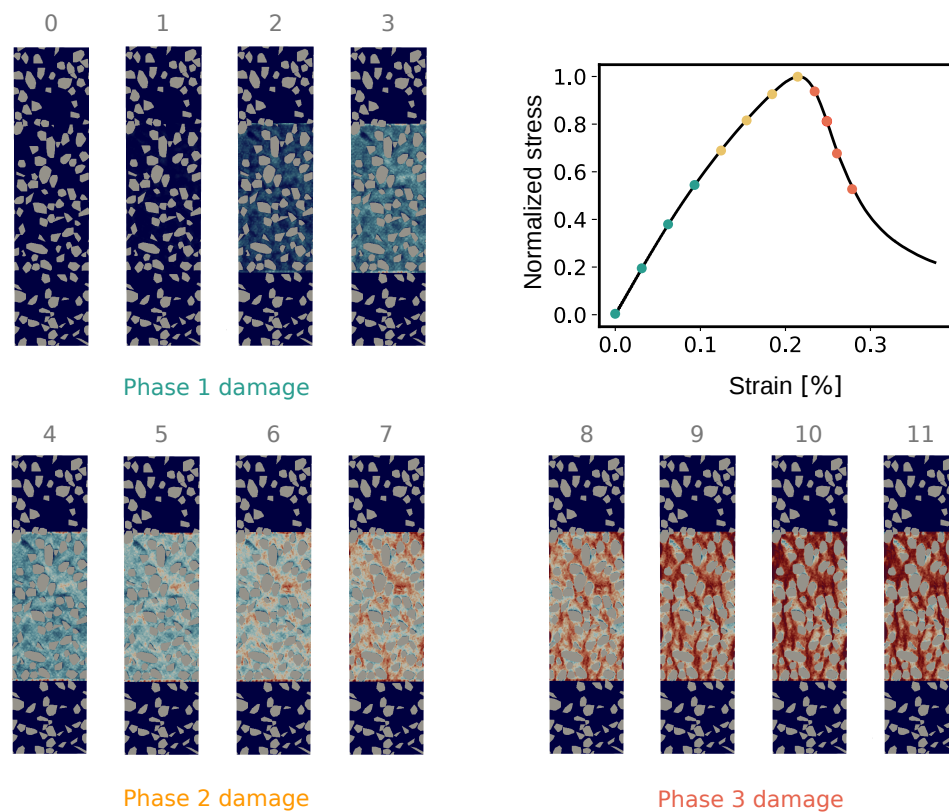 0 1 2 3
Phase 1 damage
1.0
0.8
0.6
0.4
0.2
0.0
Normalized stress
0.0 0.1 0.2 0.3
Strain [%]
4 5 6 7
Phase 2 damage
8 9 10 11
Phase 3 damage